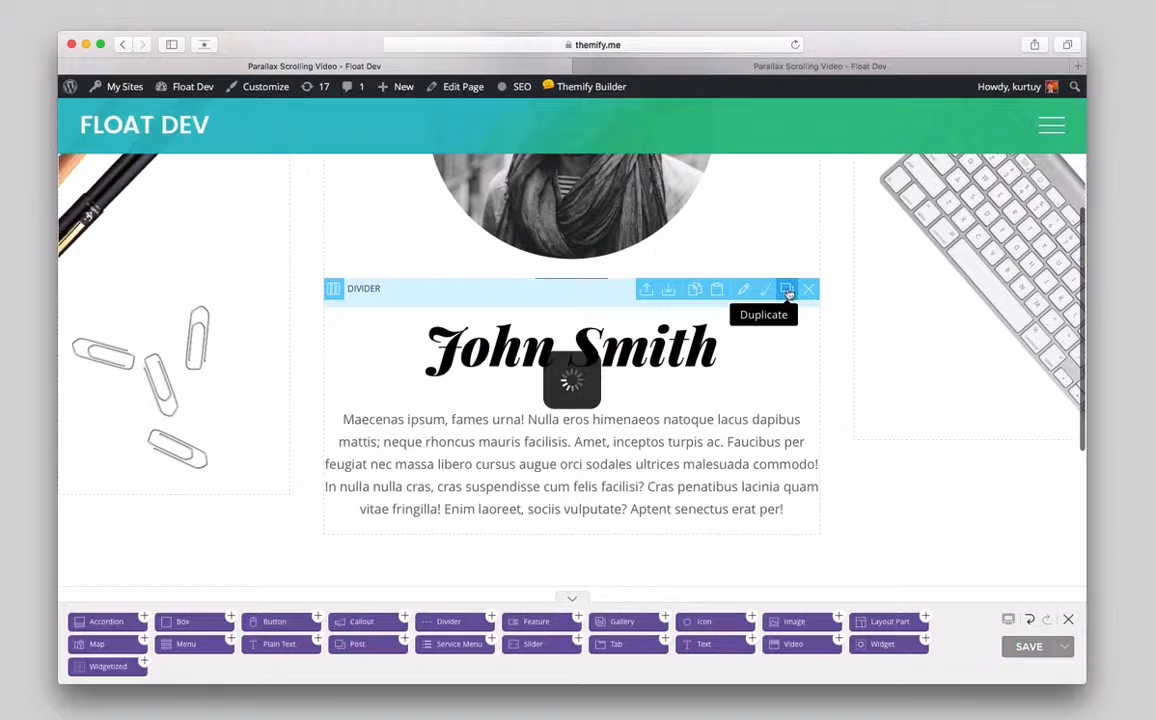 themify.me
Parallax Scrolling Video - Float Dev
Parallax Scrolling Video - Float Dev
My Sites
Float Dev
Customize
17
1
New
Edit Page
SEO
Themify Builder
Howdy, kurtuy
FLOAT DEV
DIVIDER
Duplicate
John Smith
Maecenas ipsum, fames urna! Nulla eros himenaeos natoque lacus dapibus
mattis; neque rhoncus mauris facilisis. Amet, inceptos turpis ac. Faucibus per
feugiat nec massa libero cursus augue orci sodales ultrices malesuada commodo!
In nulla nulla cras, cras suspendisse cum felis facilisi? Cras penatibus lacinia quam
vitae fringilla! Enim laoreet, sociis vulputate? Aptent senectus erat per!
Accordion
Box
Button
Callout
Divider
Feature
Gallery
Icon
Image
Layout Part
Map
Menu
Plain Text
Post
Service Menu
Slider
Tab
Text
Video
Widget
Widgetized
SAVE